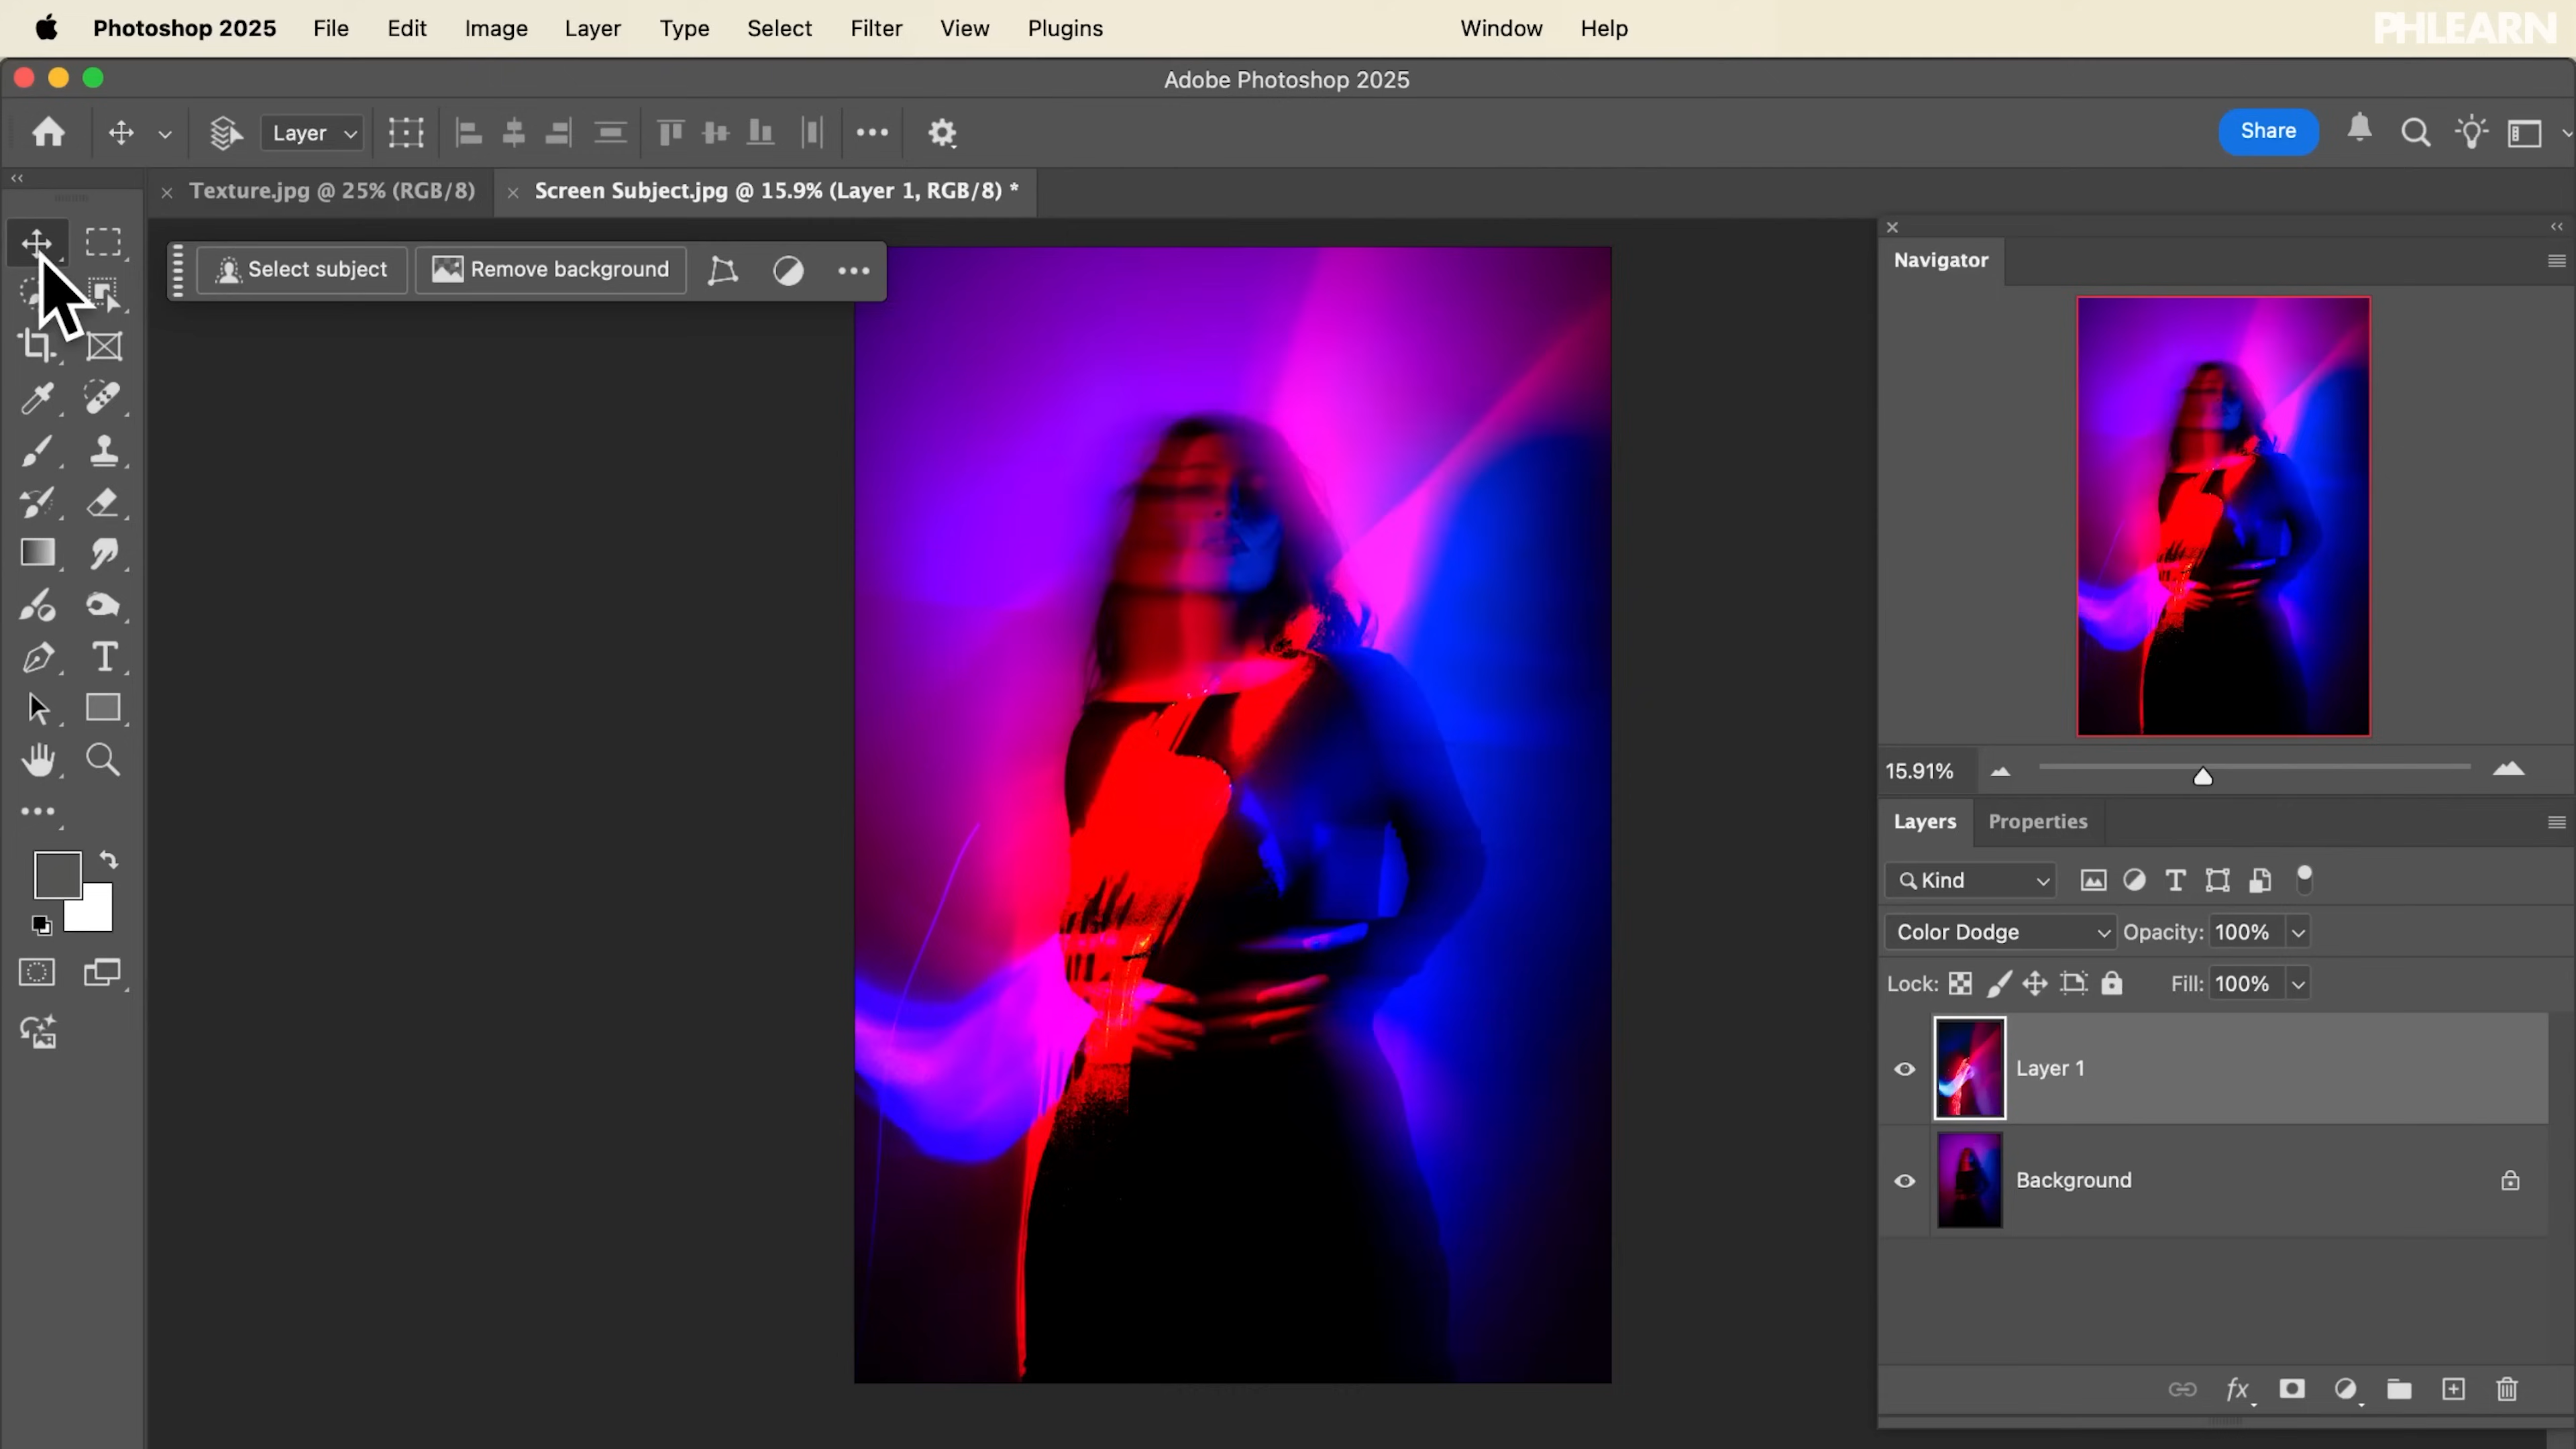 Photoshop 2025 File Edit Image Layer Type Select Filter View Plugins Window Help
PHLEARN
Adobe Photoshop 2025
Layer
Share
Texture.jpg @ 25% (RGB/8)
Screen Subject.jpg @ 15.9% (Layer 1, RGB/8) *
Select subject
Remove background
Navigator
15.91%
Layers Properties
Kind
Color Dodge Opacity: 100%
Lock: Fill: 100%
Layer 1
Background
fx